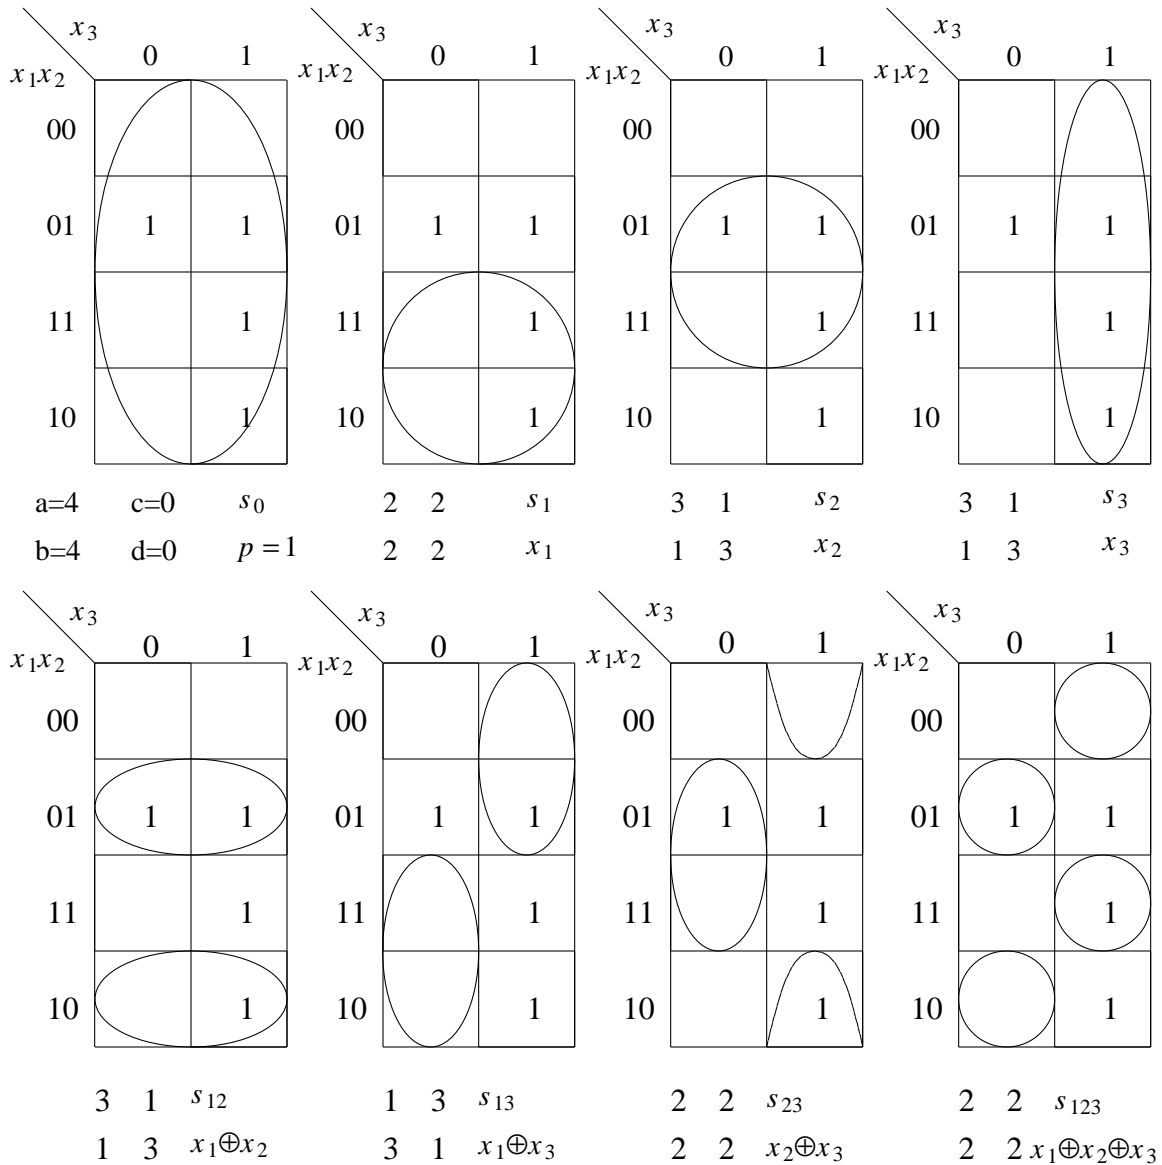 x₃ x₃ x₃ x₃
0 1 0 1 0 1 0 1
x₁x₂ x₁x₂ x₁x₂ x₁x₂
00 00 00 00
01 1 1 01 1 1 01 1 1 01 1 1
11 1 11 1 11 1 11 1
10 1 10 1 10 1 10 1
a=4 c=0 s₀ 2 2 s₁ 3 1 s₂ 3 1 s₃
b=4 d=0 p=1 2 2 x₁ 1 3 x₂ 1 3 x₃
x₃ x₃ x₃ x₃
0 1 0 1 0 1 0 1
x₁x₂ x₁x₂ x₁x₂ x₁x₂
00 00 00 00
01 1 1 01 1 1 01 1 1 01 1 1
11 1 11 1 11 1 11 1
10 1 10 1 10 1 10 1
3 1 s₁₂ 1 3 s₁₃ 2 2 s₂₃ 2 2 s₁₂₃
1 3 x₁⊕x₂ 3 1 x₁⊕x₃ 2 2 x₂⊕x₃ 2 2 x₁⊕x₂⊕x₃